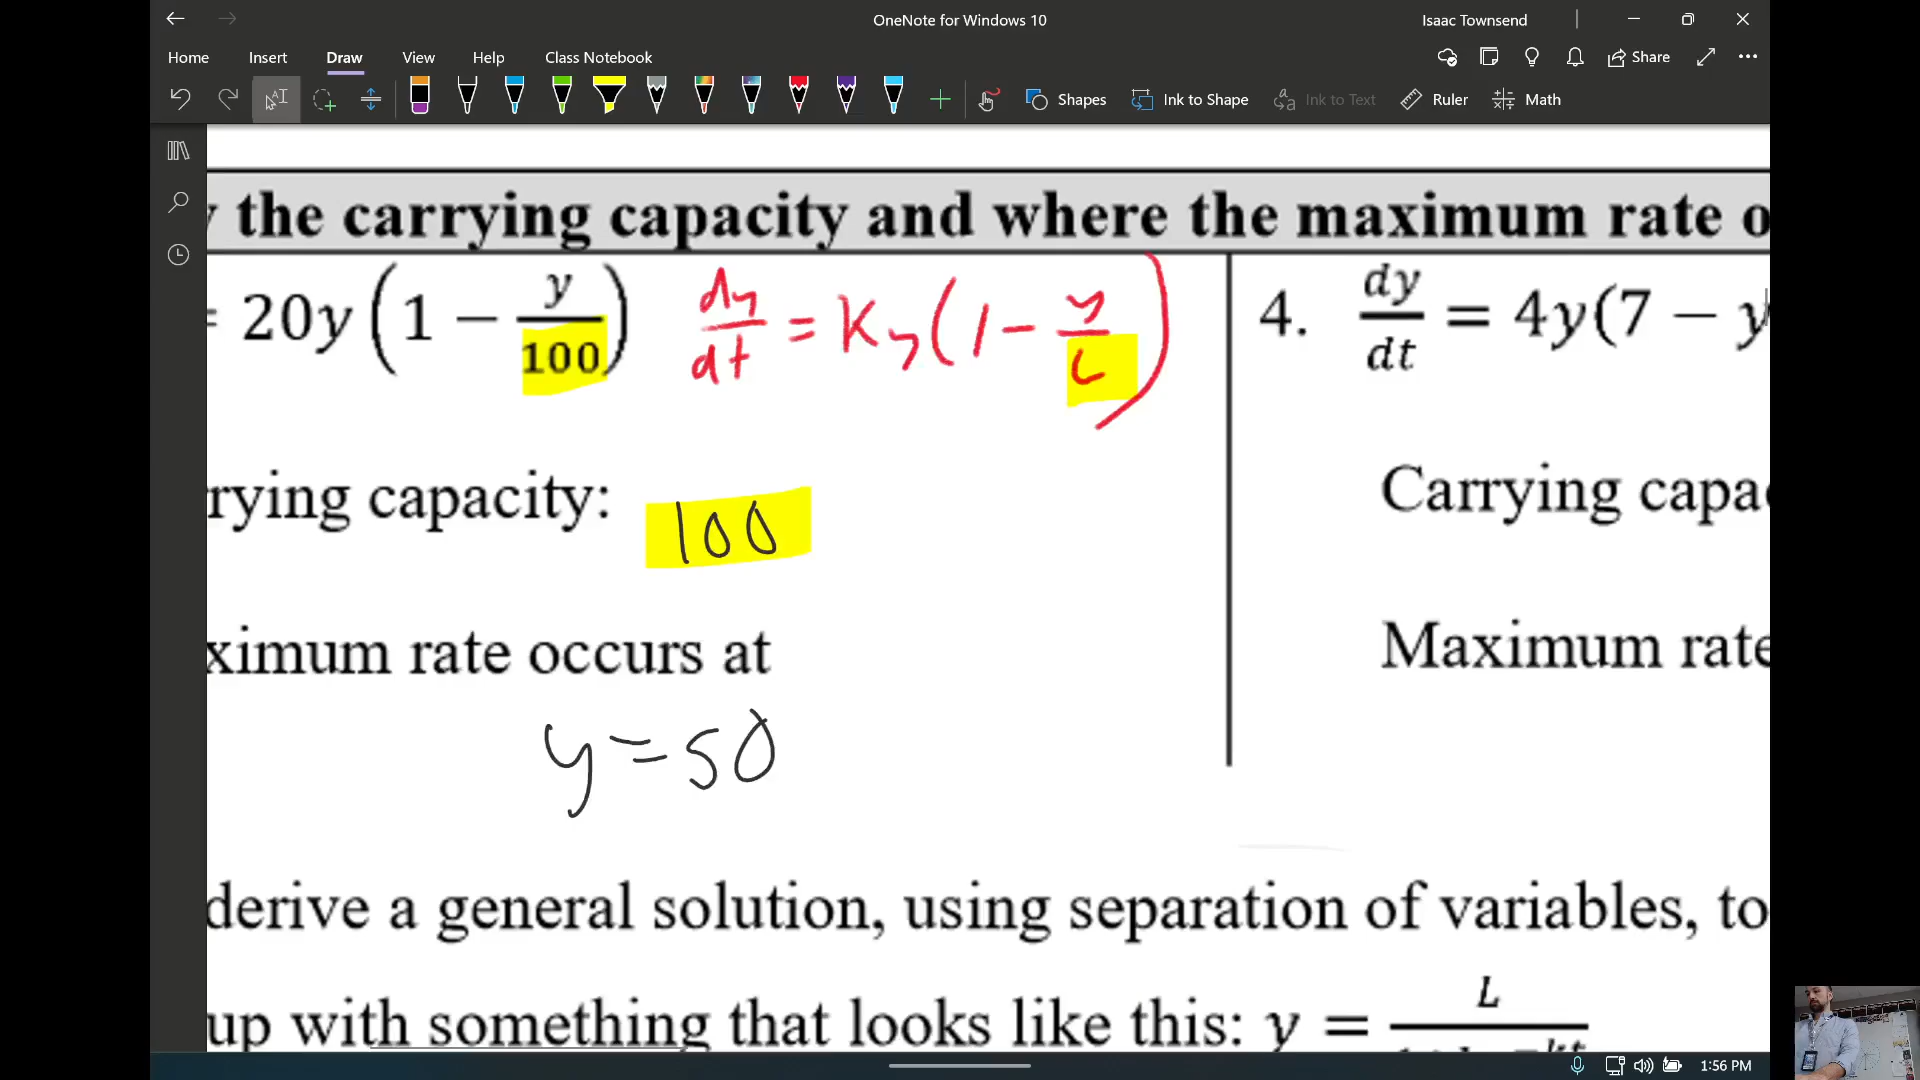 OneNote for Windows 10
Isaac Townsend
Home Insert Draw View Help Class Notebook
Share
Shapes Ink to Shape Ink to Text Ruler Math
y the carrying capacity and where the maximum rate o
= 20y(1 − y/100)
dy/dt = Ky(1 − y/L)
4. dy/dt = 4y(7 − y
rying capacity: 100
Carrying capac
ximum rate occurs at
Maximum rate
y = 50
derive a general solution, using separation of variables, to
up with something that looks like this: y = L
1:56 PM